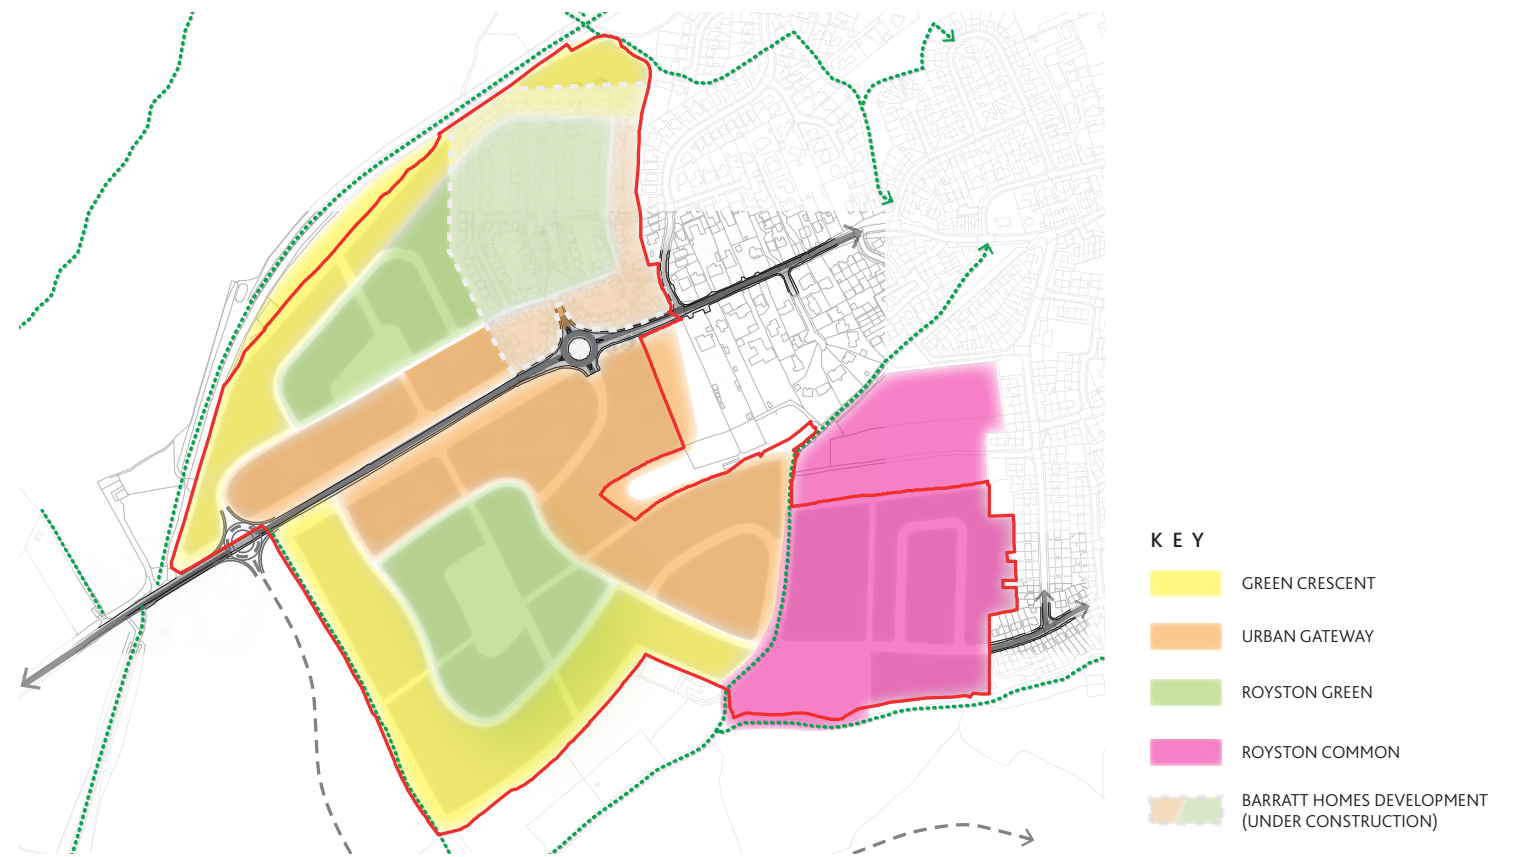 KEY
GREEN CRESCENT
URBAN GATEWAY
ROYSTON GREEN
ROYSTON COMMON
BARRATT HOMES DEVELOPMENT
(UNDER CONSTRUCTION)